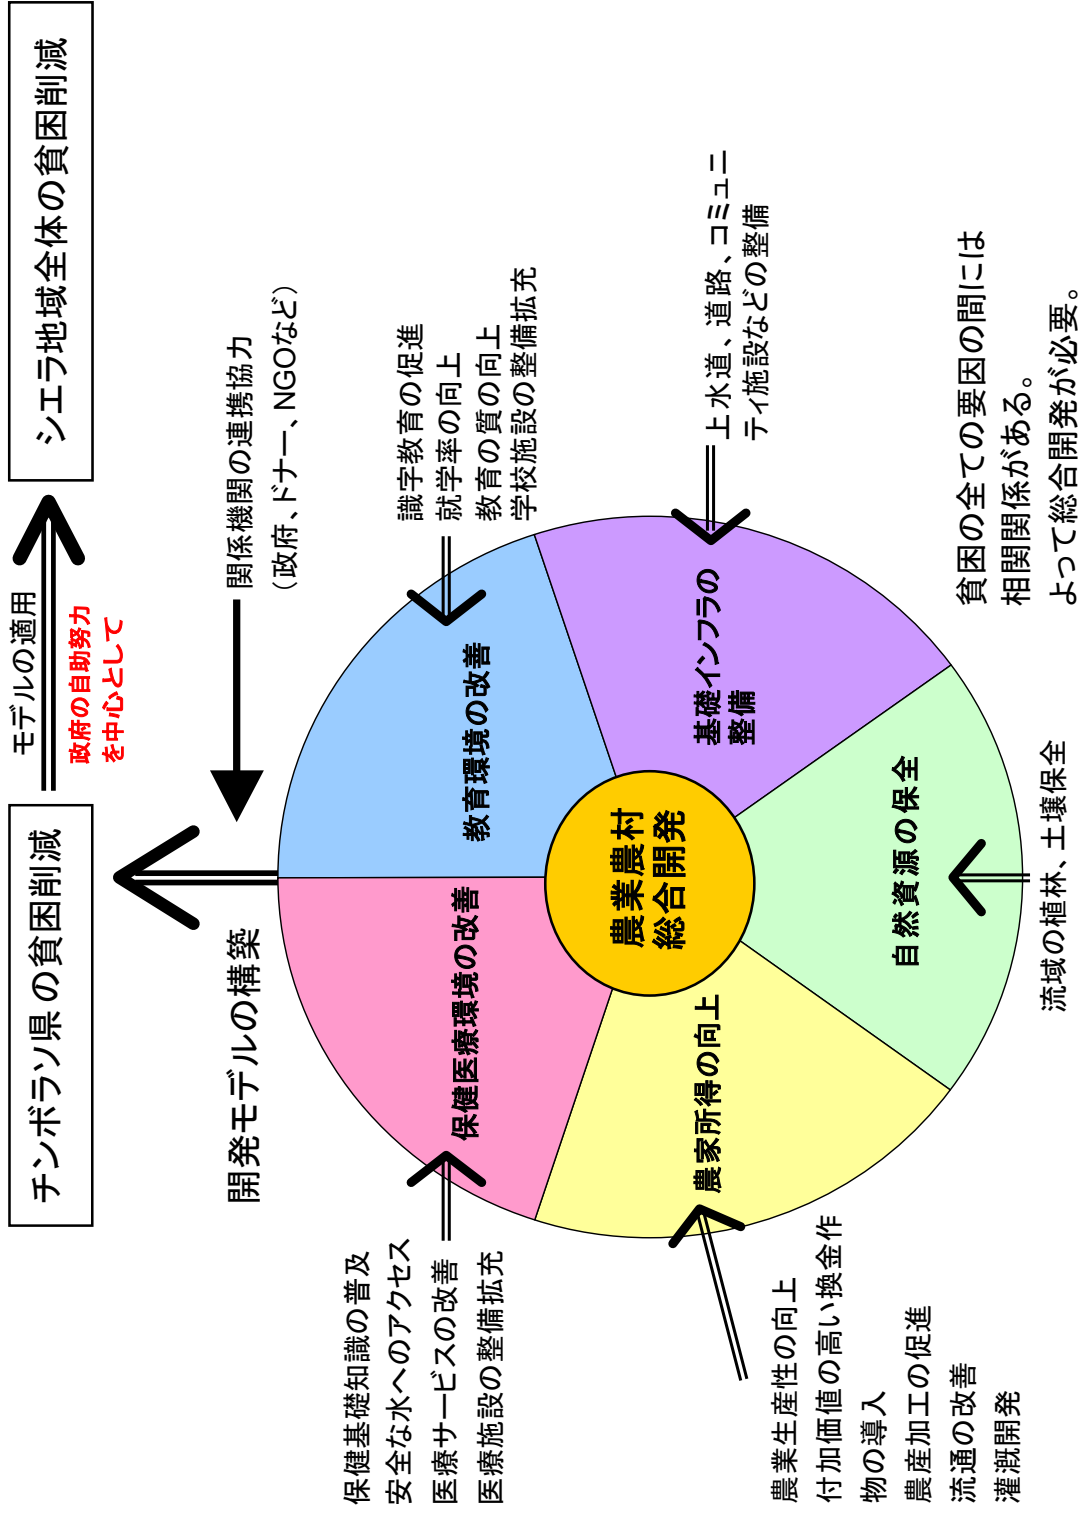 チンボラソ県の貧困削減
モデルの適用
政府の自助努力
を中心として
シエラ地域全体の貧困削減
開発モデルの構築
関係機関の連携協力
（政府、ドナー、NGOなど）
保健基礎知識の普及
安全な水へのアクセス
医療サービスの改善
医療施設の整備拡充
識字教育の促進
就学率の向上
教育の質の向上
学校施設の整備拡充
保健医療環境の改善
教育環境の改善
農業農村
総合開発
農家所得の向上
基礎インフラの
整備
上水道、道路、コミュニ
ティ施設などの整備
自然資源の保全
農業生産性の向上
付加価値の高い換金作
物の導入
農産加工の促進
流通の改善
灌漑開発
流域の植林、土壌保全
貧困の全ての要因の間には
相関関係がある。
よって総合開発が必要。